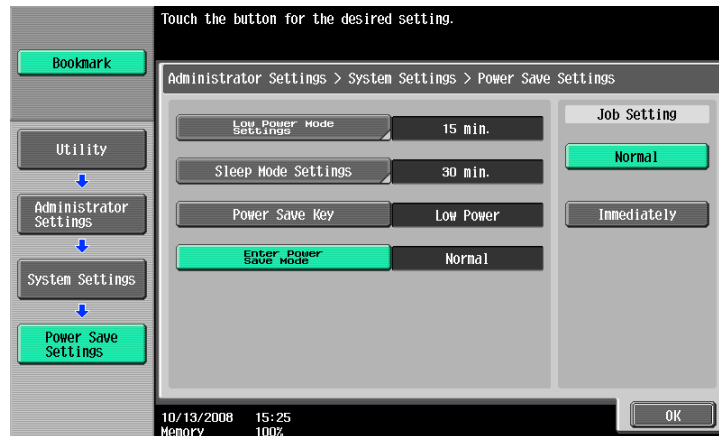 Touch the button for the desired setting.
Bookmark
Administrator Settings > System Settings > Power Save Settings
Utility
Administrator
Settings
System Settings
Power Save
Settings
Low Power Mode
Settings
15 min.
Sleep Mode Settings
30 min.
Power Save Key
Low Power
Enter Power
Save Mode
Normal
Job Setting
Normal
Immediately
10/13/2008 15:25
Memory 100%
OK